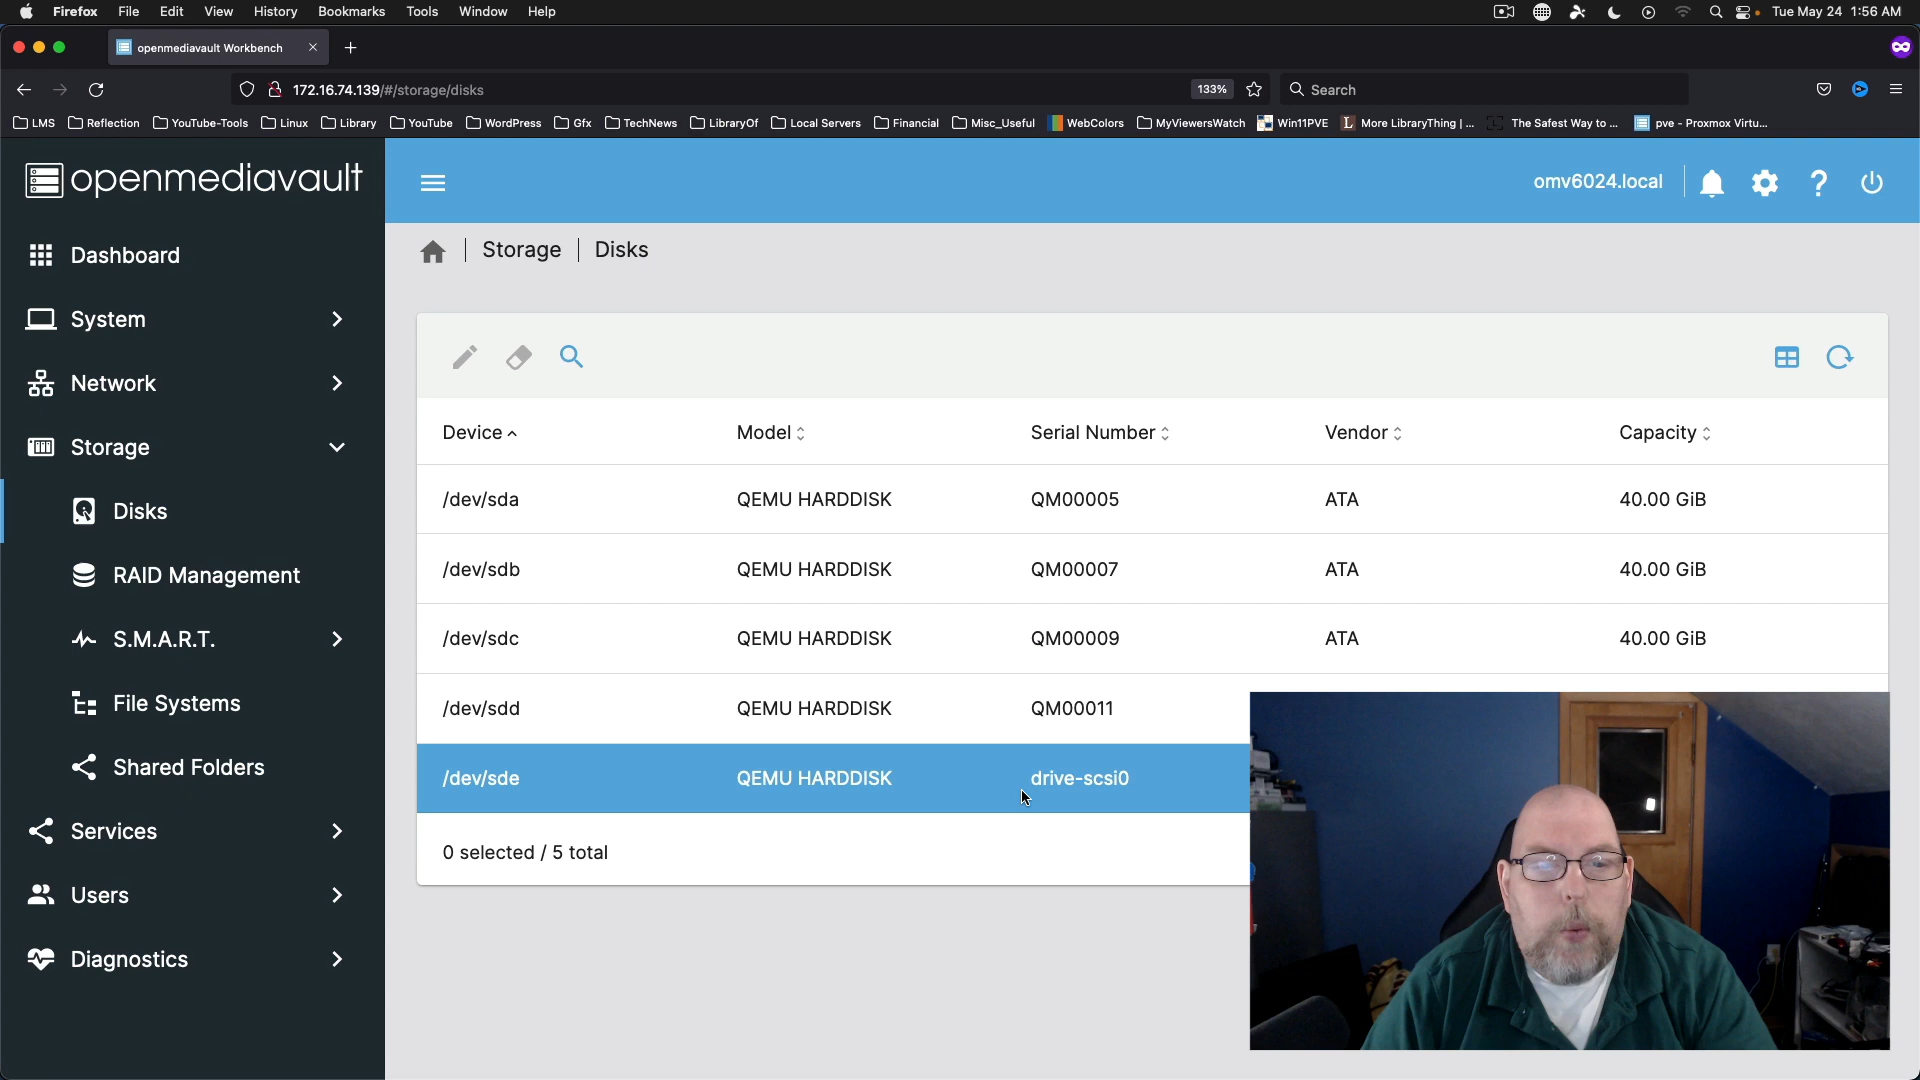 Firefox File Edit View History Bookmarks Tools Window Help Tue May 24 1:56 AM
openmediavault Workbench
172.16.74.139/#/storage/disks 133% Search
LMS Reflection YouTube-Tools Linux Library YouTube WordPress Gfx TechNews LibraryOf Local Servers Financial Misc_Useful WebColors MyViewersWatch Win11PVE More LibraryThing | ... The Safest Way to ... pve - Proxmox Virtu...
openmediavault
omv6024.local
Storage | Disks
Dashboard
System
Network
Storage
Disks
RAID Management
S.M.A.R.T.
File Systems
Shared Folders
Services
Users
Diagnostics
Device Model Serial Number Vendor Capacity
/dev/sda QEMU HARDDISK QM00005 ATA 40.00 GiB
/dev/sdb QEMU HARDDISK QM00007 ATA 40.00 GiB
/dev/sdc QEMU HARDDISK QM00009 ATA 40.00 GiB
/dev/sdd QEMU HARDDISK QM00011
/dev/sde QEMU HARDDISK drive-scsi0
0 selected / 5 total